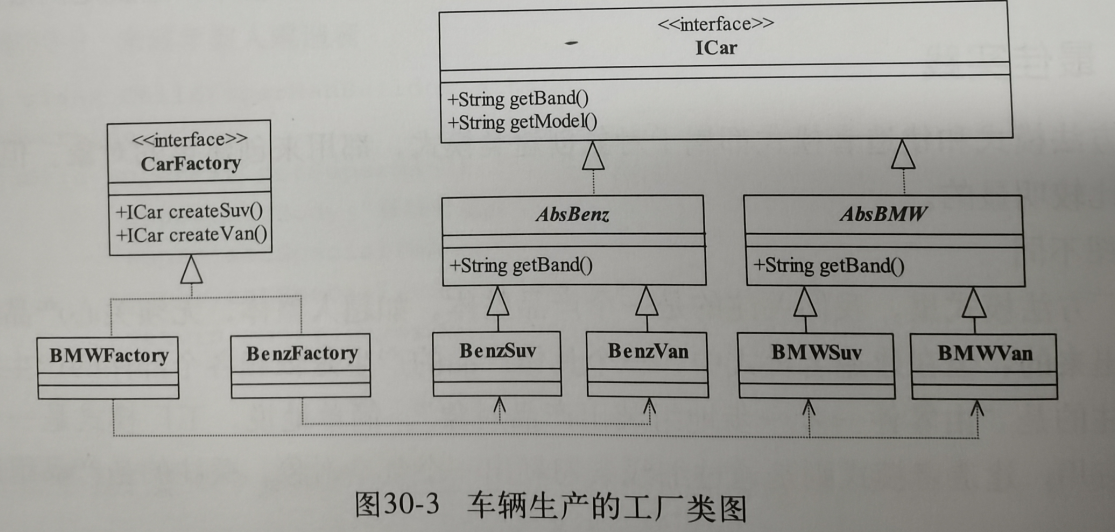 <<interface>>
ICar
+String getBand()
+String getModel()
<<interface>>
CarFactory
+ICar createSuv()
+ICar createVan()
AbsBenz
+String getBand()
AbsBMW
+String getBand()
BMWFactory
BenzFactory
BenzSuv
BenzVan
BMWSuv
BMWVan
图30-3 车辆生产的工厂类图